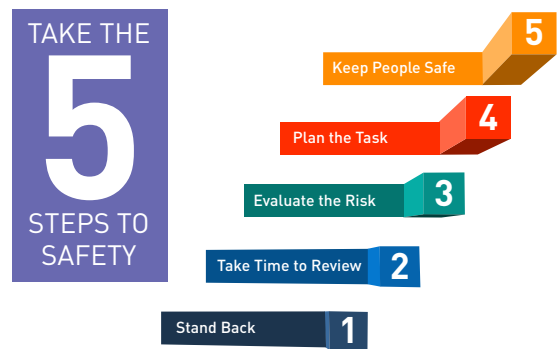 TAKE THE
5
STEPS TO
SAFETY
Keep People Safe 5
Plan the Task 4
Evaluate the Risk 3
Take Time to Review 2
Stand Back 1